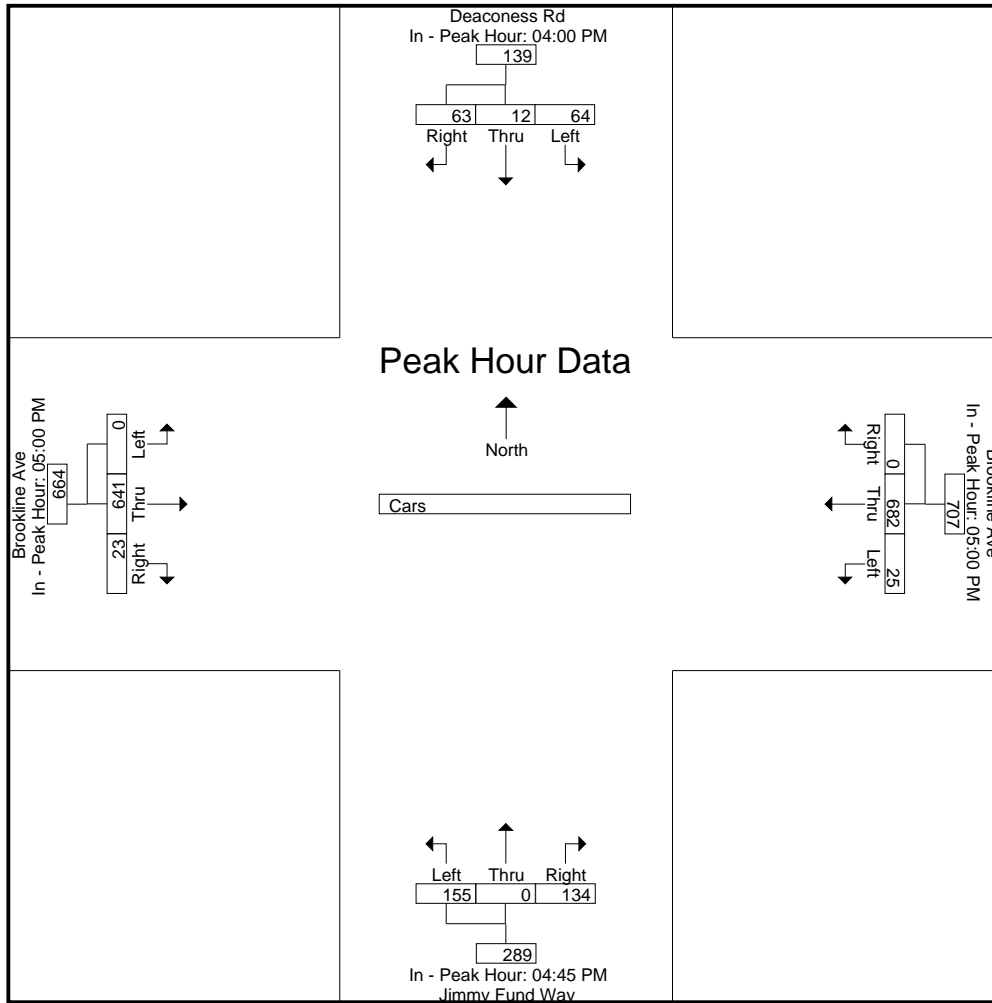 Deaconess Rd
In - Peak Hour: 04:00 PM
139
63 12 64
Right Thru Left
Peak Hour Data
North
Cars
Brookline Ave
In - Peak Hour: 05:00 PM
664
0 641 23
Left Thru Right
Brookline Ave
In - Peak Hour: 05:00 PM
707
0 682 25
Right Thru Left
Left Thru Right
155 0 134
289
In - Peak Hour: 04:45 PM
Jimmy Fund Way